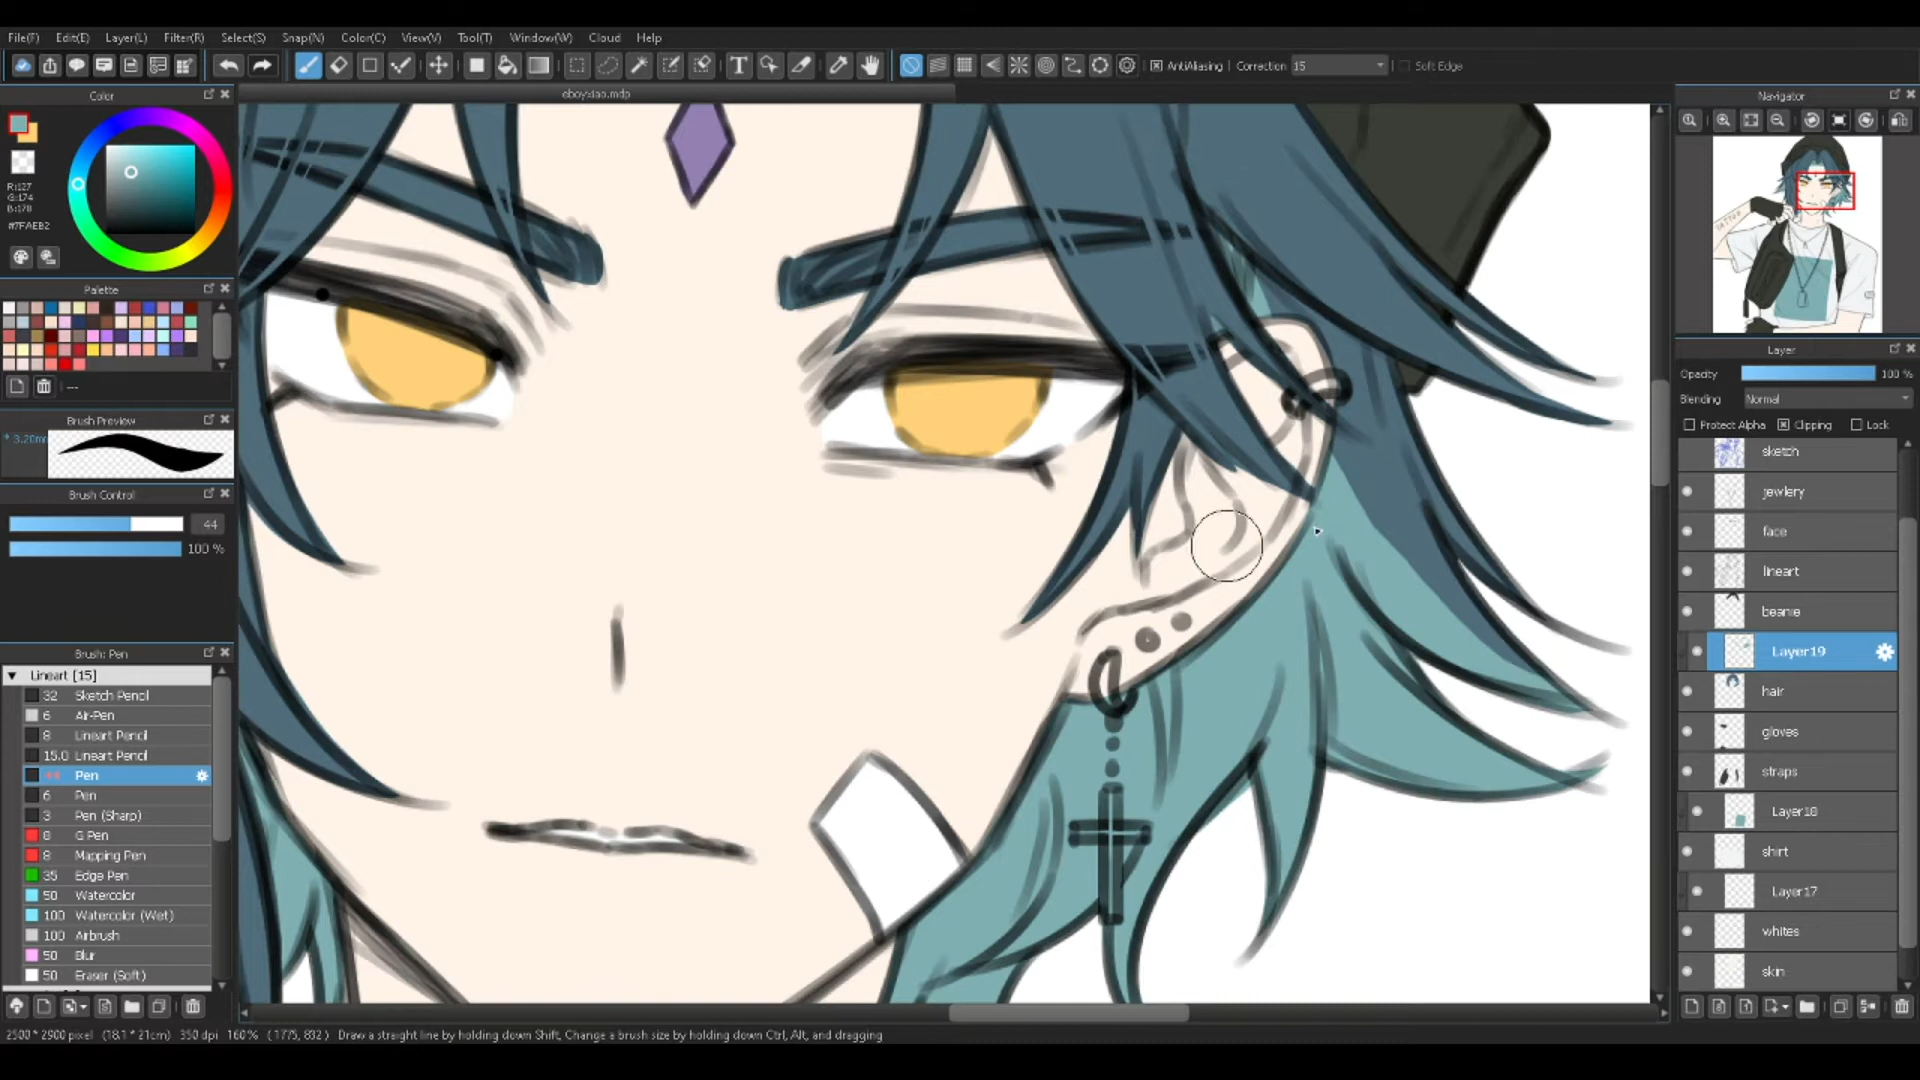 File(F) Edit(E) Layer(L) Filter(R) Select(S) Snap(N) Color(C) View(V) Tool(T) Window(W) Cloud Help
AntiAliasing Correction 15 Soft Edge
Color
eboyxiao.mdp
Navigator
R:127
G:174
B:178
#7FAEB2
Palette
---
Brush Preview
* 3.20mm
Brush Control
44
100 %
Brush: Pen
Lineart [15]
32 Sketch Pencil
6 Air-Pen
8 Lineart Pencil
15.0 Lineart Pencil
44 Pen
6 Pen
3 Pen (Sharp)
8 G Pen
8 Mapping Pen
35 Edge Pen
50 Watercolor
100 Watercolor (Wet)
100 Airbrush
50 Blur
50 Eraser (Soft)
Layer
Opacity 100 %
Blending Normal
Protect Alpha Clipping Lock
sketch
jewlery
face
lineart
beanie
Layer19
hair
gloves
straps
Layer18
shirt
Layer17
whites
skin
2500 * 2900 pixel (18.1 * 21cm) 350 dpi 160 % ( 1775, 832 ) Draw a straight line by holding down Shift, Change a brush size by holding down Ctrl, Alt, and dragging